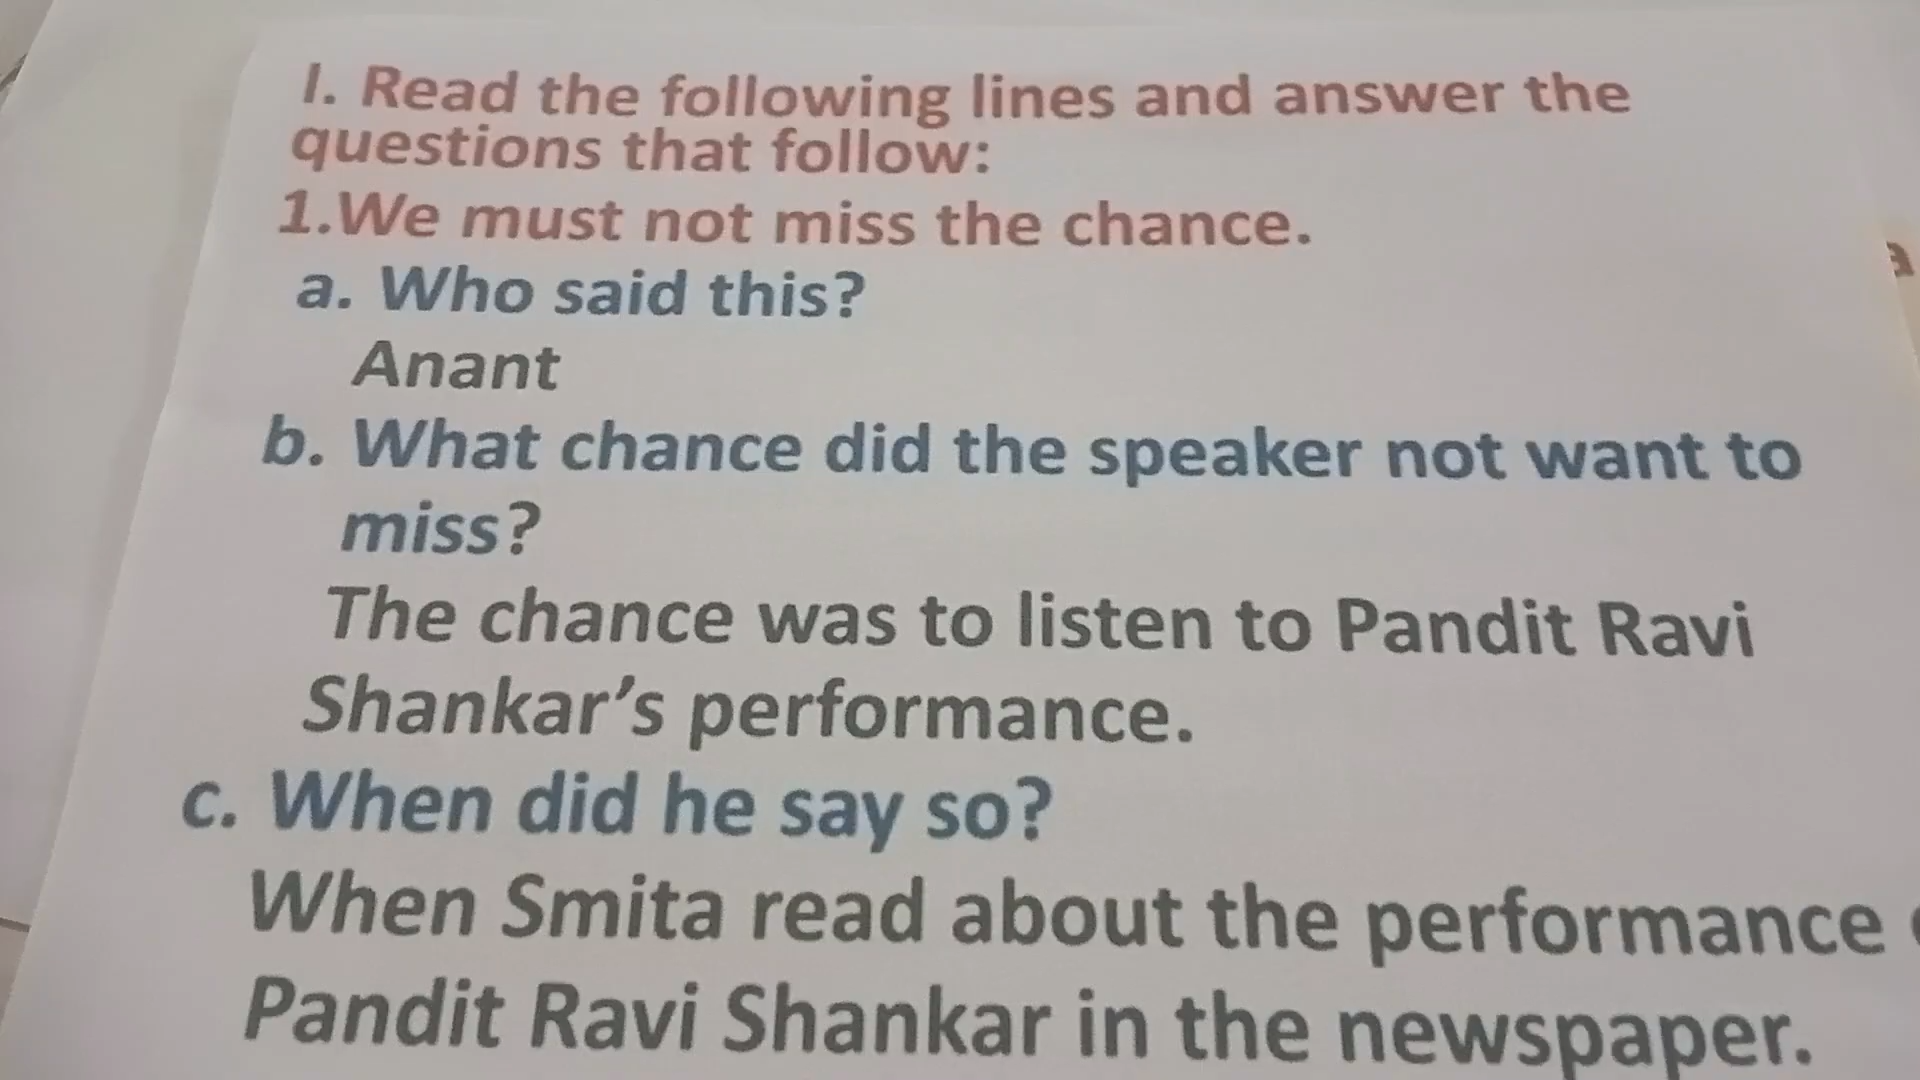 I. Read the following lines and answer the
questions that follow:
1.We must not miss the chance.
a. Who said this?
Anant
b. What chance did the speaker not want to
miss?
The chance was to listen to Pandit Ravi
Shankar’s performance.
c. When did he say so?
When Smita read about the performance
Pandit Ravi Shankar in the newspaper.